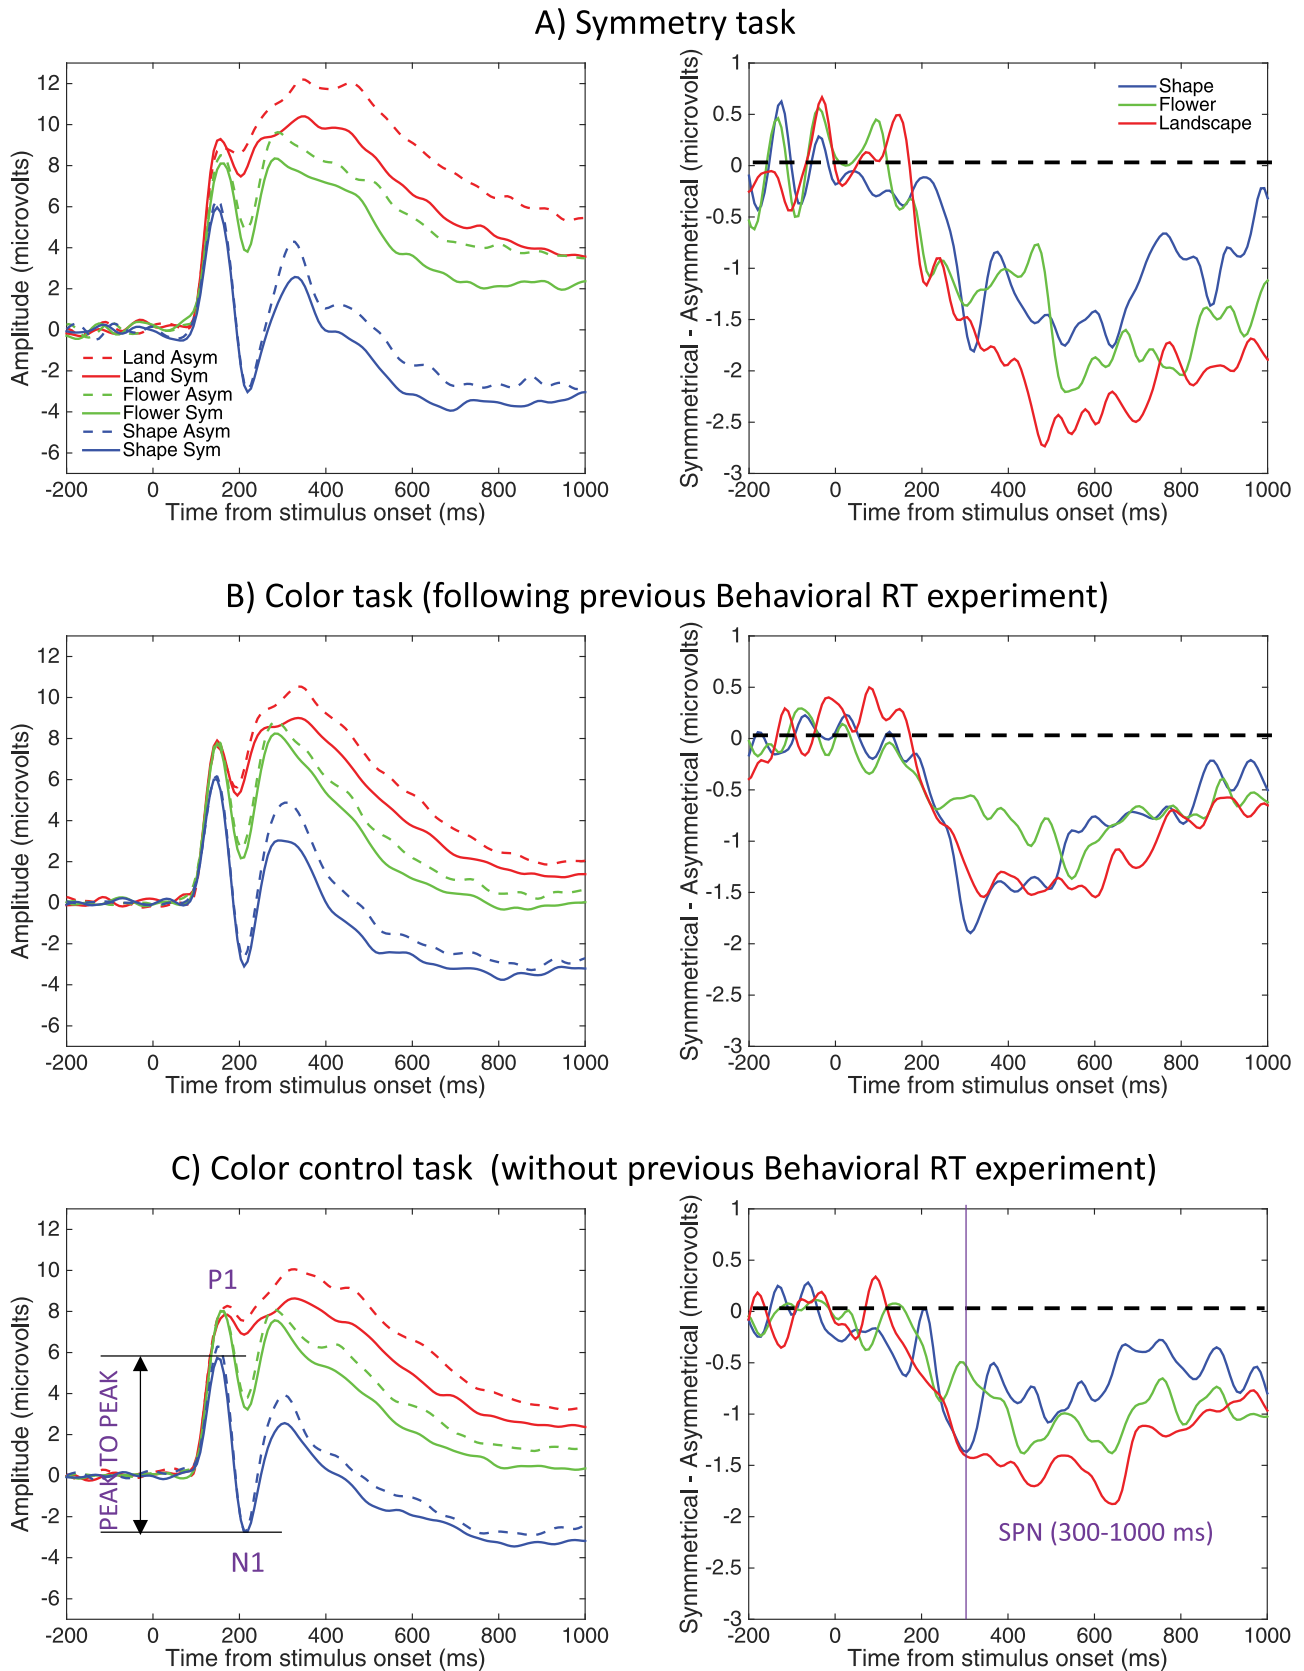 A) Symmetry task
Amplitude (microvolts)
12
10
8
6
4
2
0
-2
-4
-6
Land Asym
Land Sym
Flower Asym
Flower Sym
Shape Asym
Shape Sym
-200 0 200 400 600 800 1000
Time from stimulus onset (ms)
Synmmetrical - Asymmetrical (microvolts)
1
0.5
0
-0.5
-1
-1.5
-2
-2.5
-3
Shape
Flower
Landscape
-200 0 200 400 600 800 1000
Time from stimulus onset (ms)
B) Color task (following previous Behavioral RT experiment)
Amplitude (microvolts)
12
10
8
6
4
2
0
-2
-4
-6
-200 0 200 400 600 800 1000
Time from stimulus onset (ms)
Synmmetrical - Asymmetrical (microvolts)
1
0.5
0
-0.5
-1
-1.5
-2
-2.5
-3
-200 0 200 400 600 800 1000
Time from stimulus onset (ms)
C) Color control task (without previous Behavioral RT experiment)
Amplitude (microvolts)
12
10
8
6
4
2
0
-2
-4
-6
P1
PEAK TO PEAK
N1
-200 0 200 400 600 800 1000
Time from stimulus onset (ms)
Synmmetrical - Asymmetrical (microvolts)
1
0.5
0
-0.5
-1
-1.5
-2
-2.5
-3
SPN (300-1000 ms)
-200 0 200 400 600 800 1000
Time from stimulus onset (ms)